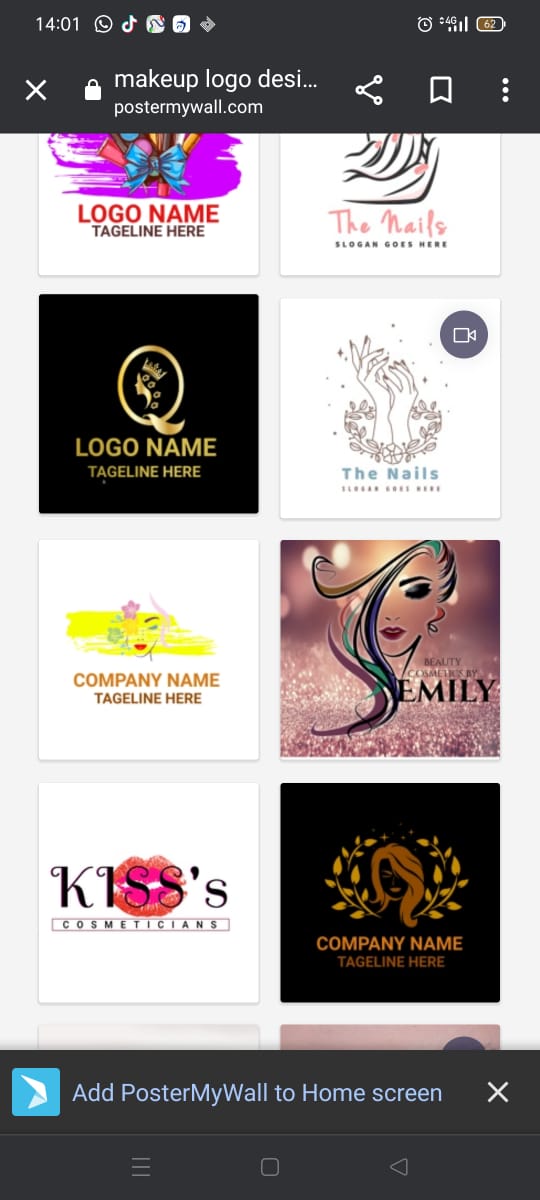 14:01
4G
62
makeup logo desi...
postermywall.com
LOGO NAME
TAGELINE HERE
The Nails
SLOGAN GOES HERE
Q
LOGO NAME
TAGELINE HERE
The Nails
SLOGAN GOES HERE
COMPANY NAME
TAGELINE HERE
BEAUTY
COSMETICS BY
EMILY
KISS's
COSMETICIANS
COMPANY NAME
TAGELINE HERE
Add PosterMyWall to Home screen